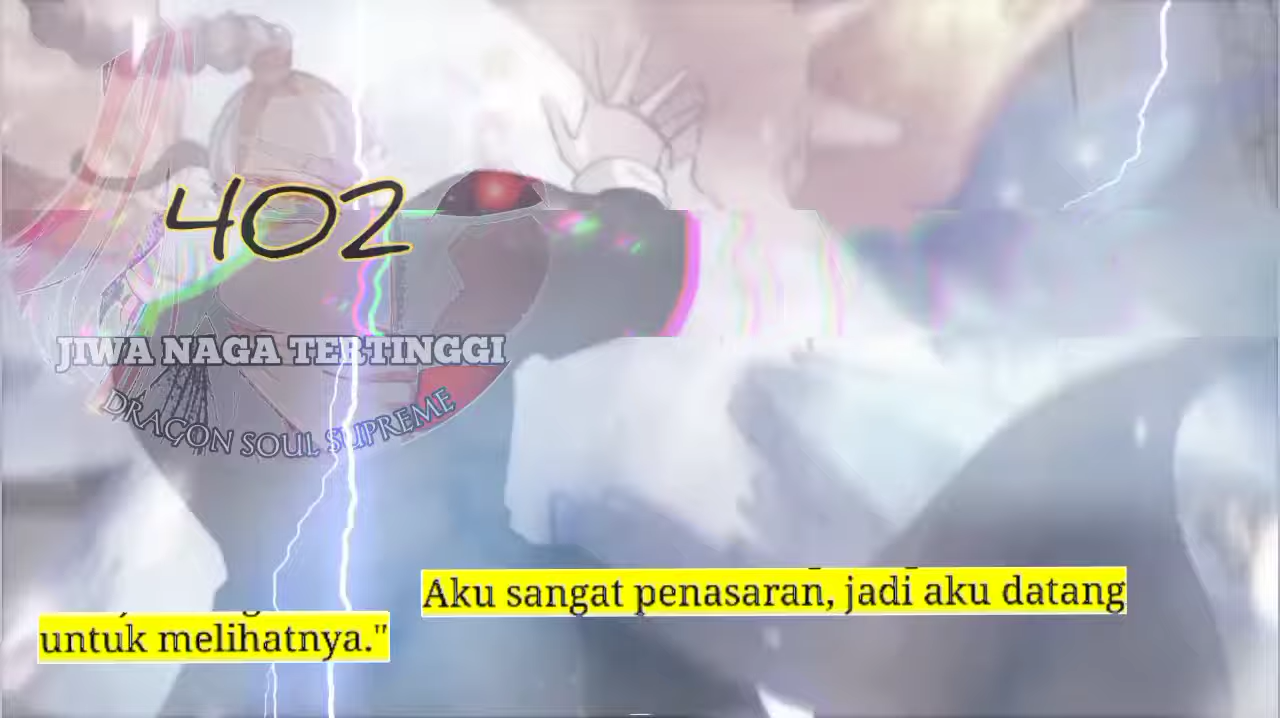 402
JIWA NAGA TERTINGGI
DRAGON SOUL SUPREME
Aku sangat penasaran, jadi aku datang
untuk melihatnya."